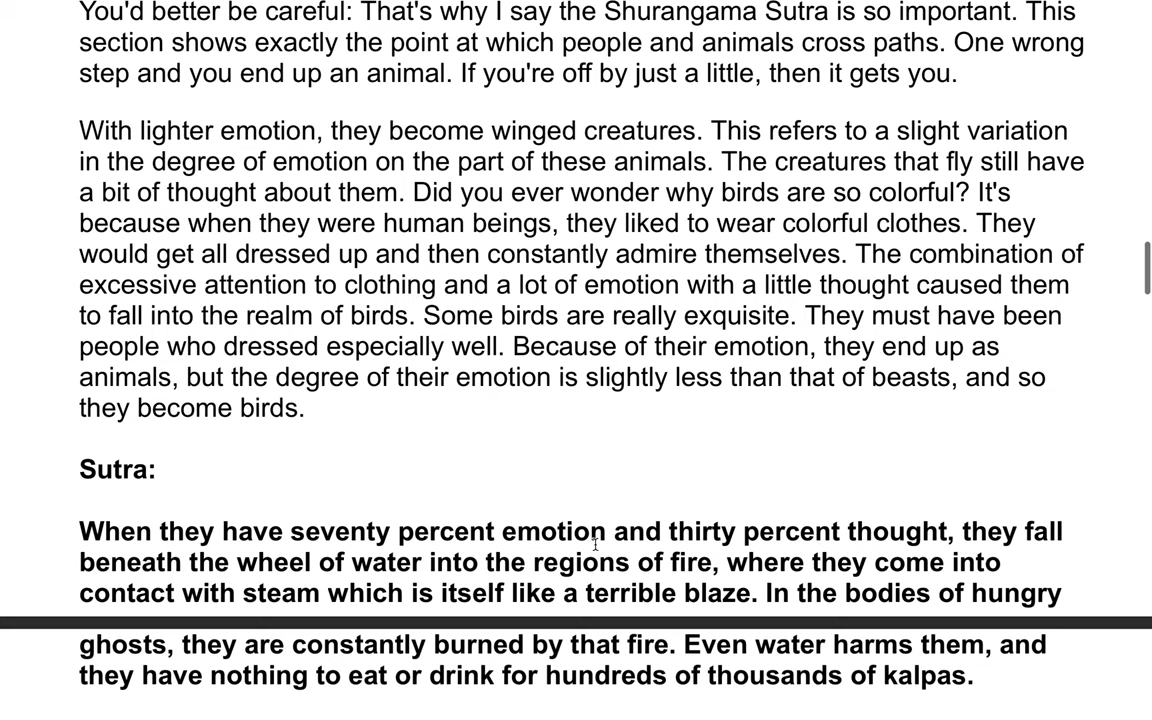 You'd better be careful: That's why I say the Shurangama Sutra is so important. This
section shows exactly the point at which people and animals cross paths. One wrong
step and you end up an animal. If you're off by just a little, then it gets you.
With lighter emotion, they become winged creatures. This refers to a slight variation
in the degree of emotion on the part of these animals. The creatures that fly still have
a bit of thought about them. Did you ever wonder why birds are so colorful? It's
because when they were human beings, they liked to wear colorful clothes. They
would get all dressed up and then constantly admire themselves. The combination of
excessive attention to clothing and a lot of emotion with a little thought caused them
to fall into the realm of birds. Some birds are really exquisite. They must have been
people who dressed especially well. Because of their emotion, they end up as
animals, but the degree of their emotion is slightly less than that of beasts, and so
they become birds.
Sutra:
When they have seventy percent emotion and thirty percent thought, they fall
beneath the wheel of water into the regions of fire, where they come into
contact with steam which is itself like a terrible blaze. In the bodies of hungry
ghosts, they are constantly burned by that fire. Even water harms them, and
they have nothing to eat or drink for hundreds of thousands of kalpas.